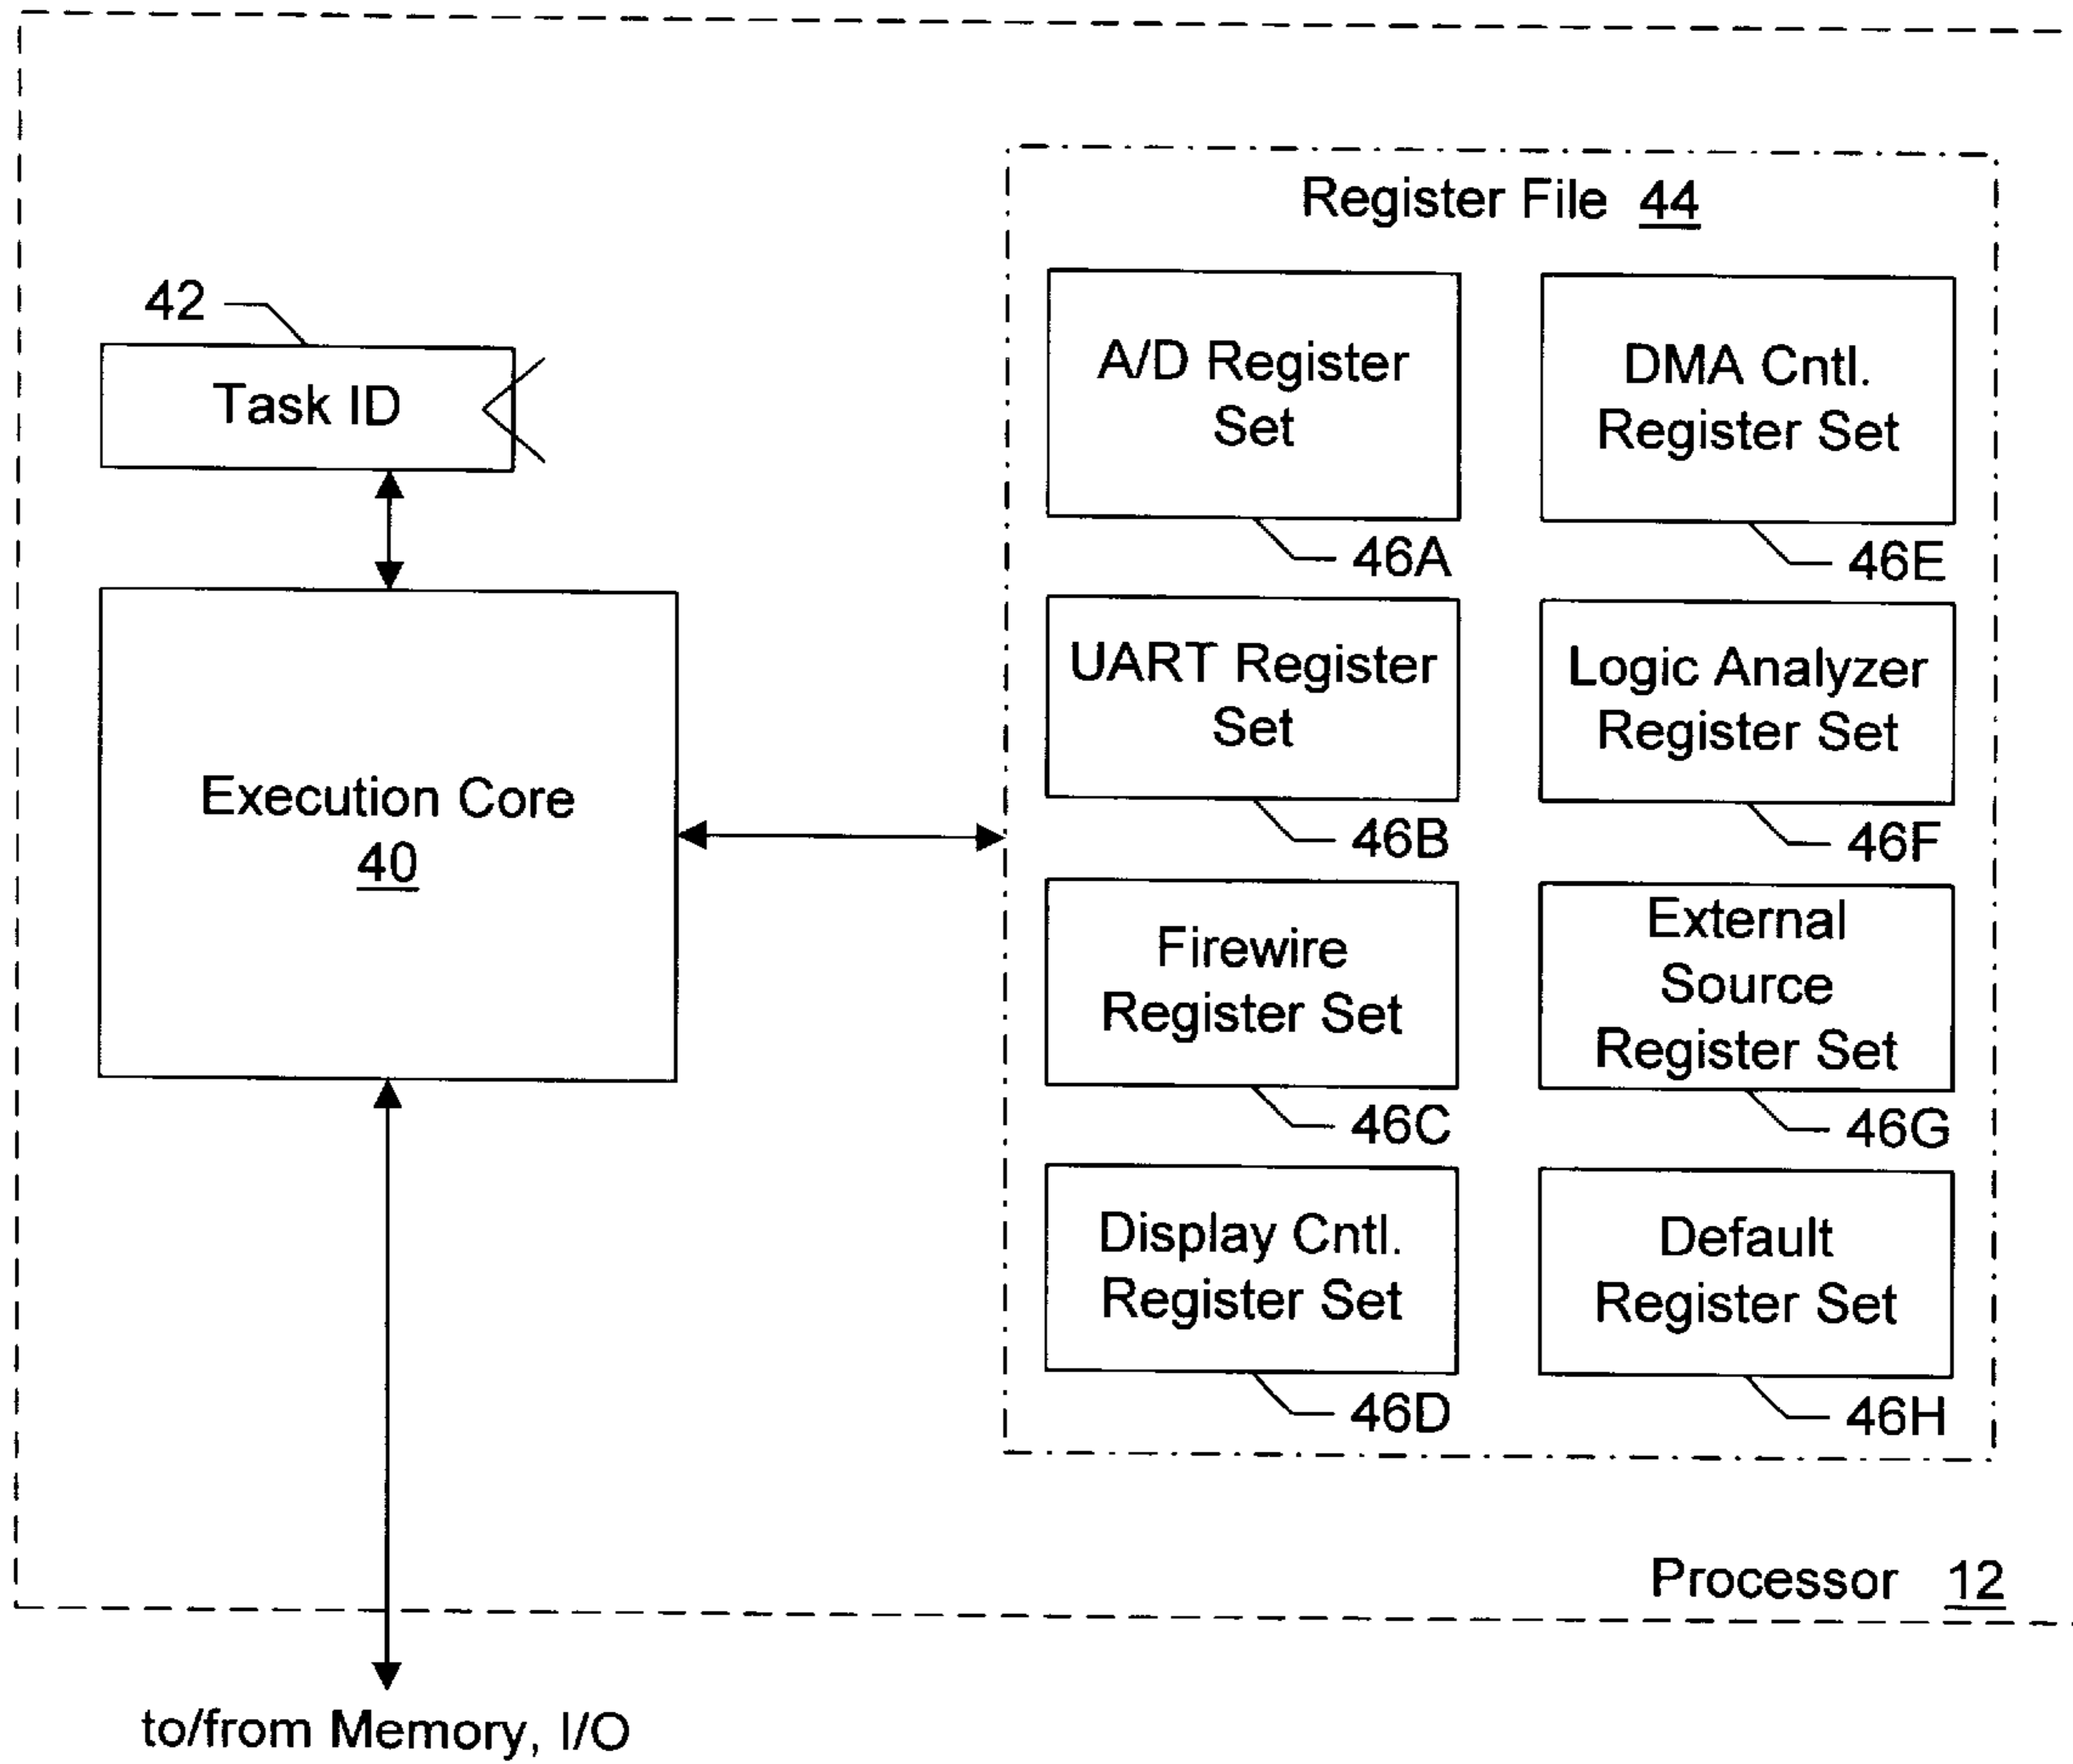 Register File 44
42
Task ID
A/D Register
Set
46A
DMA Cntl.
Register Set
46E
UART Register
Set
46B
Logic Analyzer
Register Set
46F
Execution Core
40
Firewire
Register Set
46C
External
Source
Register Set
46G
Display Cntl.
Register Set
46D
Default
Register Set
46H
Processor 12
to/from Memory, I/O